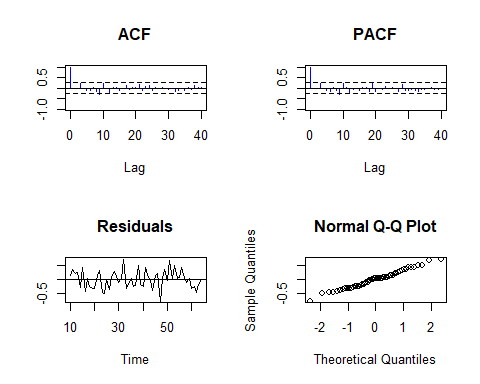 ACF
0.5
-1.0
0 10 20 30 40
Lag
PACF
0.5
-1.0
0 10 20 30 40
Lag
Residuals
-0.5
10 30 50
Time
Normal Q-Q Plot
Sample Quantiles
-0.5
-2 -1 0 1 2
Theoretical Quantiles